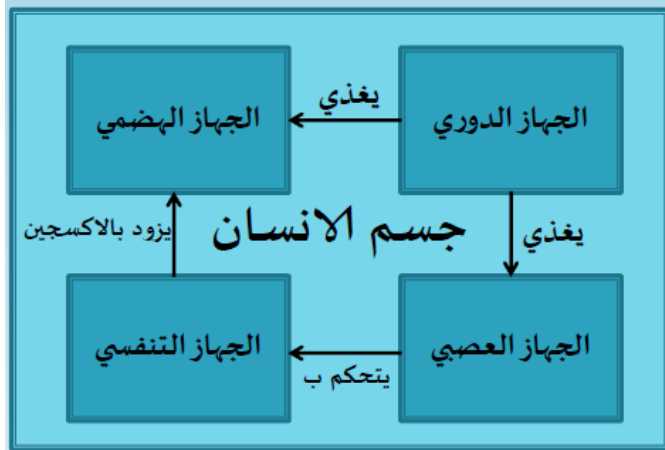 الجهاز الدوري
يغذي
الجهاز الهضمي
جسم الانسان
يغذي
يزود بالاكسجين
الجهاز العصبي
يتحكم ب
الجهاز التنفسي